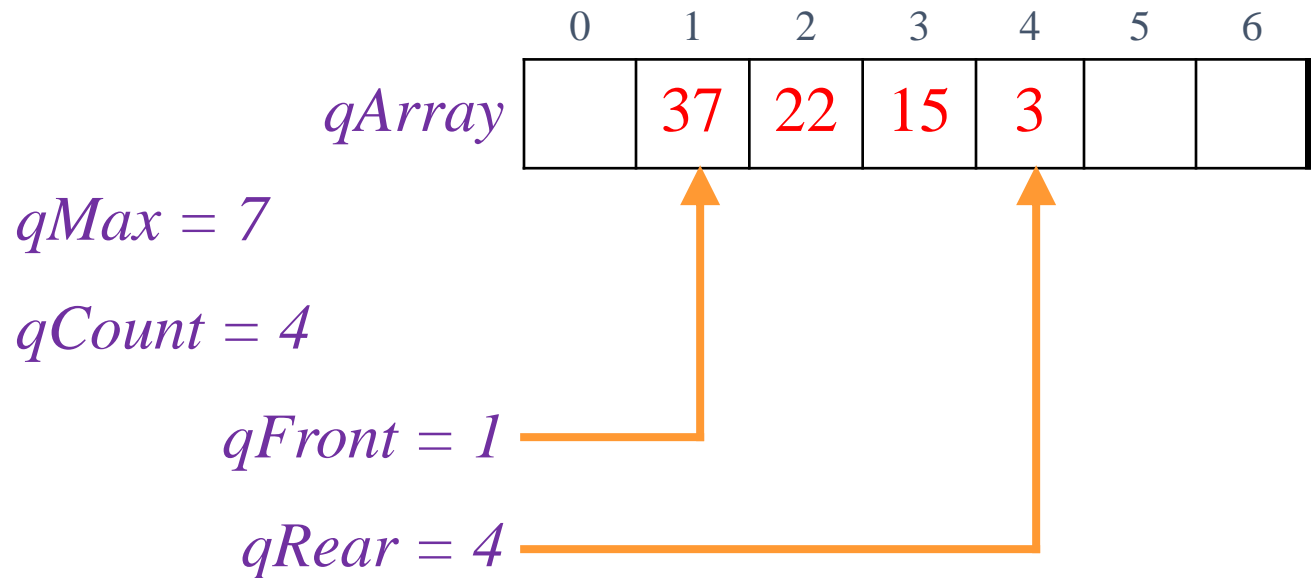 0 1 2 3 4 5 6
qArray 37 22 15 3
qMax = 7
qCount = 4
qFront = 1
qRear = 4